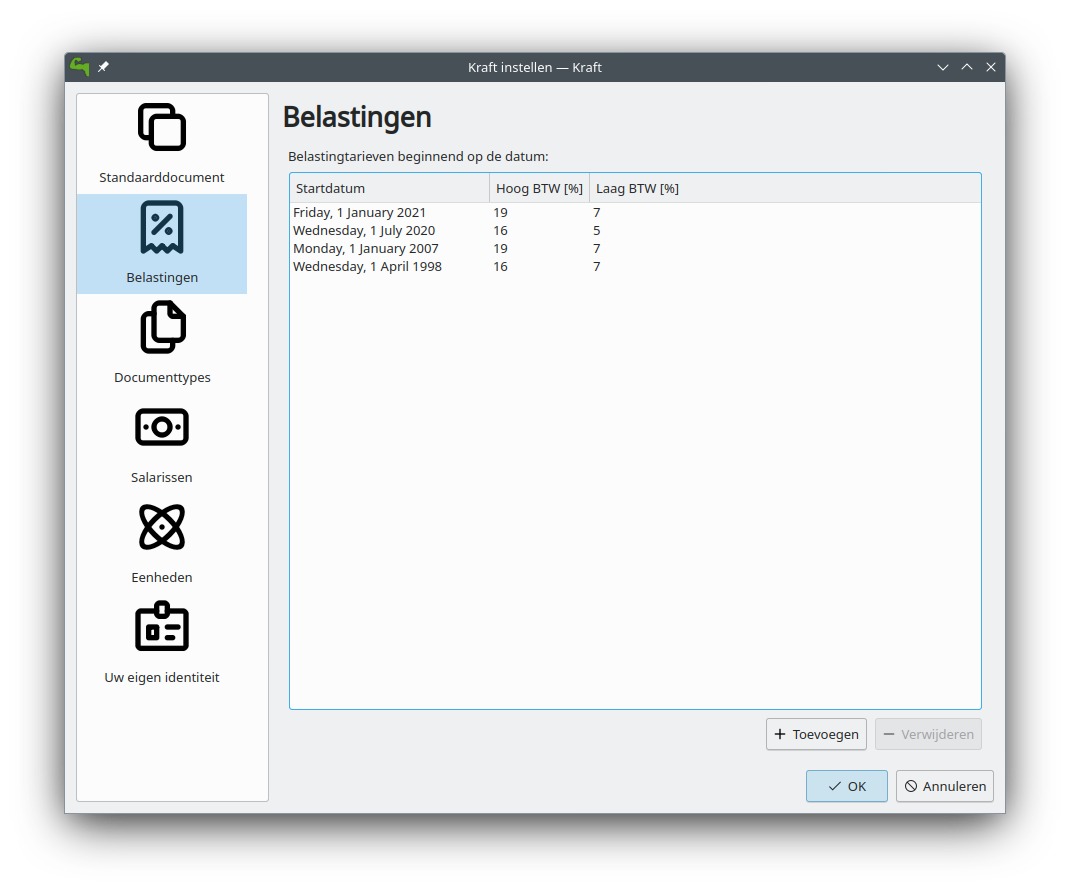 Kraft instellen — Kraft
Standaarddocument
Belastingen
Documenttypes
Salarissen
Eenheden
Uw eigen identiteit
Belastingen
Belastingtarieven beginnend op de datum:
Startdatum Hoog BTW [%] Laag BTW [%]
Friday, 1 January 2021 19 7
Wednesday, 1 July 2020 16 5
Monday, 1 January 2007 19 7
Wednesday, 1 April 1998 16 7
Toevoegen Verwijderen
OK Annuleren